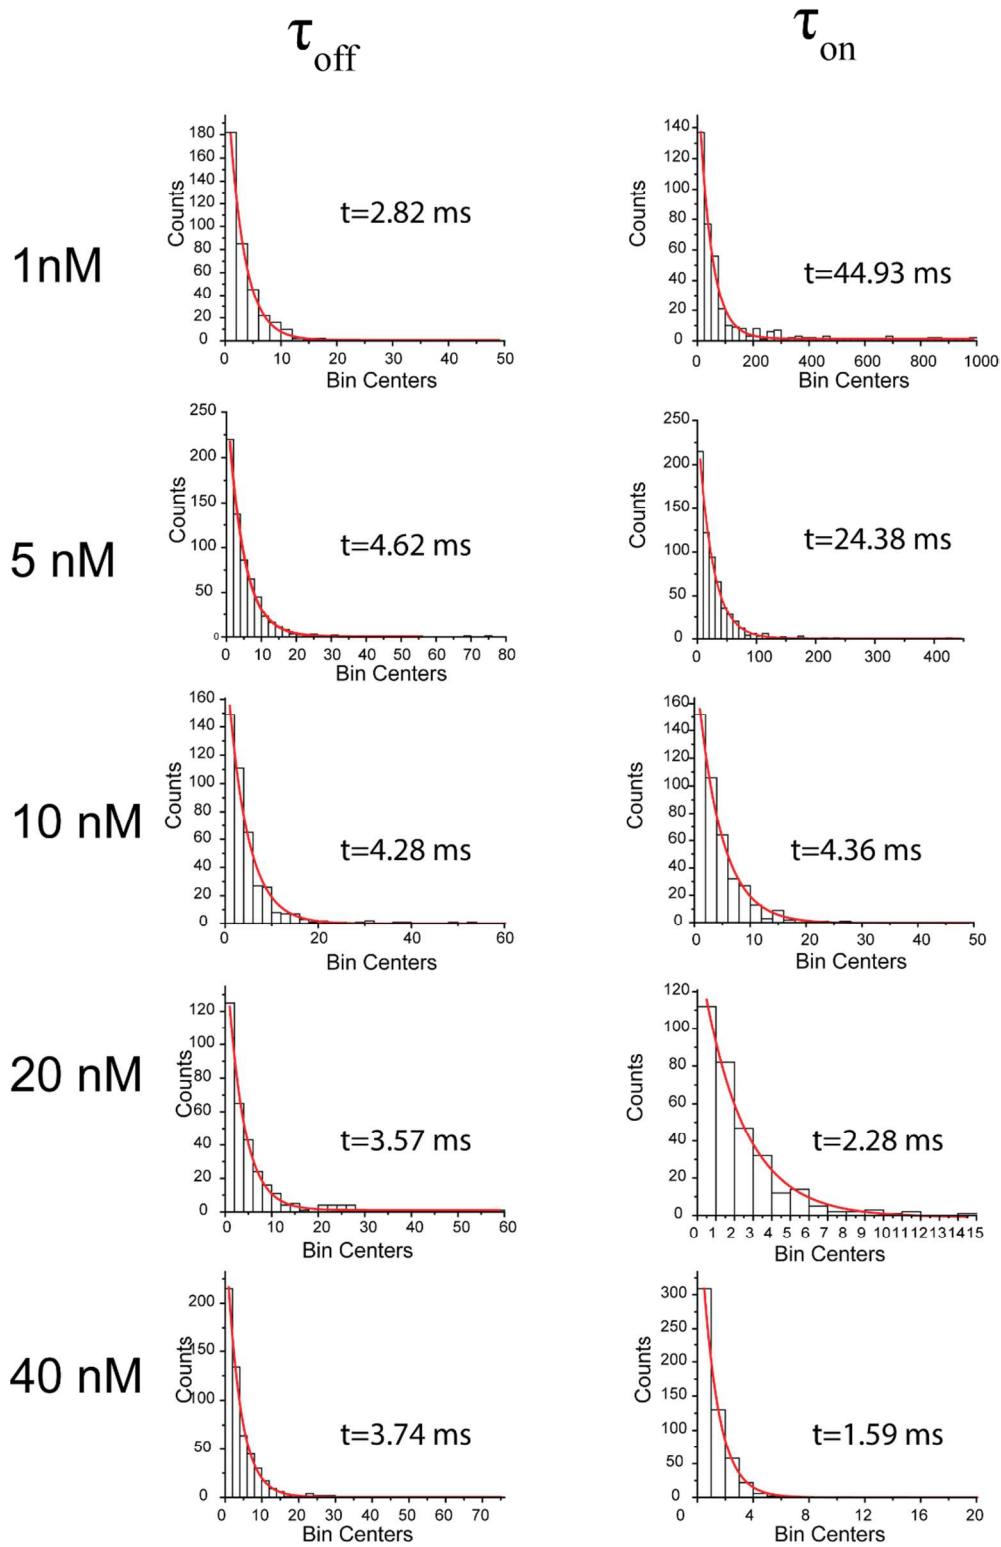 τoff
τon
1nM
180
160
140
120
100
80
60
40
20
0
Counts
t=2.82 ms
0 10 20 30 40 50
Bin Centers
140
120
100
80
60
40
20
0
Counts
t=44.93 ms
0 200 400 600 800 1000
Bin Centers
5 nM
250
200
150
100
50
0
Counts
t=4.62 ms
0 10 20 30 40 50 60 70 80
Bin Centers
250
200
150
100
50
0
Counts
t=24.38 ms
0 100 200 300 400
Bin Centers
10 nM
160
140
120
100
80
60
40
20
0
Counts
t=4.28 ms
0 20 40 60
Bin Centers
160
140
120
100
80
60
40
20
0
Counts
t=4.36 ms
0 10 20 30 40 50
Bin Centers
20 nM
120
100
80
60
40
20
0
Counts
t=3.57 ms
0 10 20 30 40 50 60
Bin Centers
120
100
80
60
40
20
0
Counts
t=2.28 ms
0 1 2 3 4 5 6 7 8 9 10 11 12 13 14 15
Bin Centers
40 nM
200
150
100
50
0
Counts
t=3.74 ms
0 10 20 30 40 50 60 70
Bin Centers
300
250
200
150
100
50
0
Counts
t=1.59 ms
0 4 8 12 16 20
Bin Centers